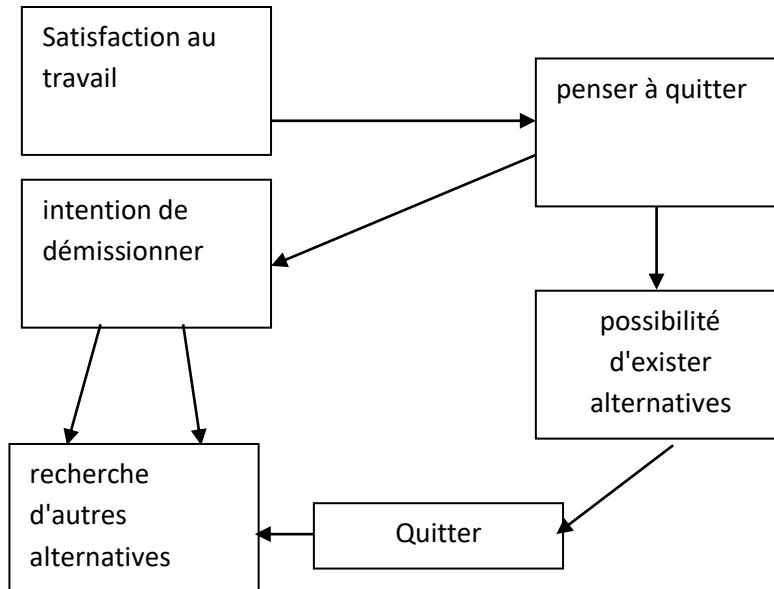 Satisfaction au
travail
penser à quitter
intention de
démissionner
possibilité
d'exister
alternatives
recherche
d'autres
alternatives
Quitter